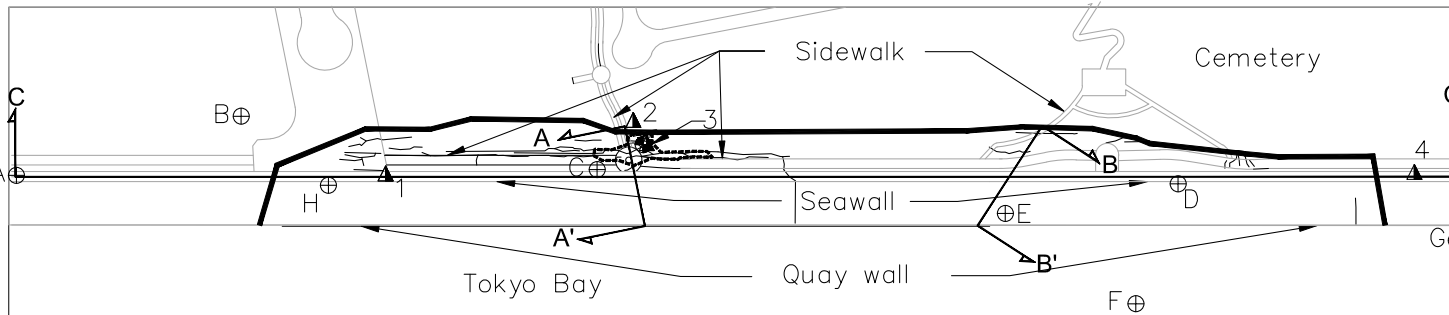 Sidewalk
Cemetery
C
B
2
A
3
C
B
4
A
H
1
Seawall
D
E
A'
Quay wall
B'
Tokyo Bay
F